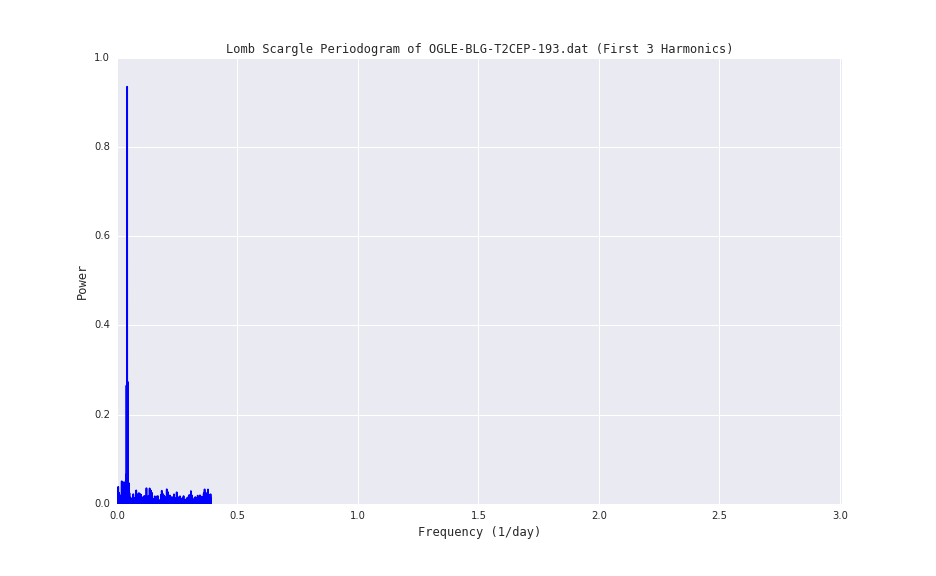 Lomb Scargle Periodogram of OGLE-BLG-T2CEP-193.dat (First 3 Harmonics)
1.0
0.8
0.6
Power
0.4
0.2
0.0
0.0 0.5 1.0 1.5 2.0 2.5 3.0
Frequency (1/day)